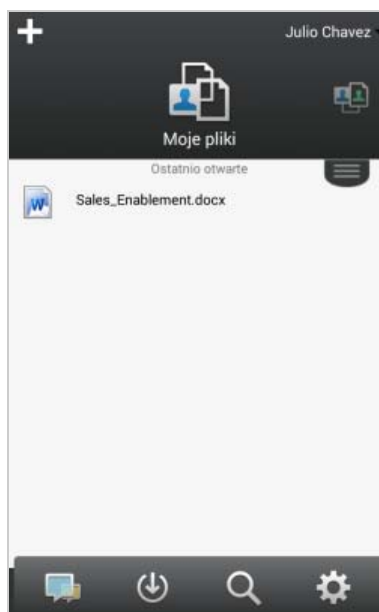 Julio Chavez
Moje pliki
Ostatnio otwarte
Sales_Enablement.docx